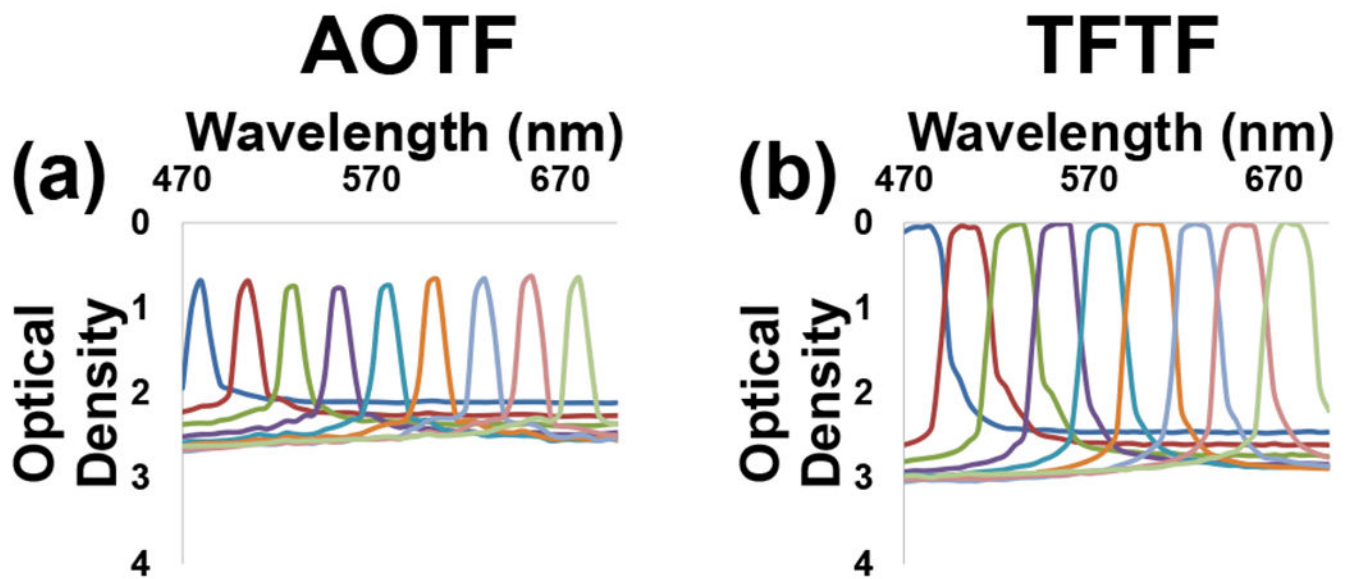 AOTF
Wavelength (nm)
(a)
470 570 670
0
1
2
3
4
Optical
Density
TFTF
Wavelength (nm)
(b)
470 570 670
0
1
2
3
4
Optical
Density